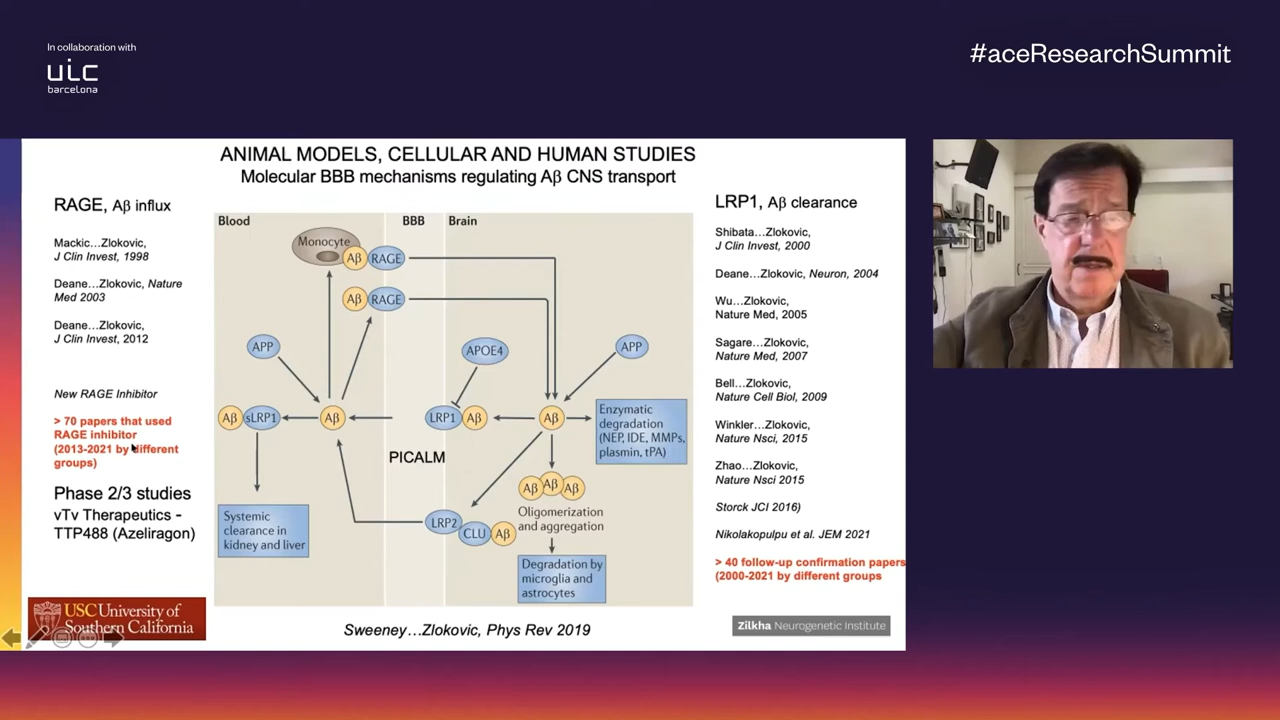 In collaboration with
uic
barcelona
#aceResearchSummit
ANIMAL MODELS, CELLULAR AND HUMAN STUDIES
Molecular BBB mechanisms regulating Aβ CNS transport
RAGE, Aβ influx
Mackic…Zlokovic,
J Clin Invest, 1998
Deane…Zlokovic, Nature
Med 2003
Deane…Zlokovic,
J Clin Invest, 2012
New RAGE Inhibitor
> 70 papers that used
RAGE inhibitor
(2013-2021 by different
groups)
Phase 2/3 studies
vTv Therapeutics -
TTP488 (Azeliragon)
USC University of
Southern California
Blood
BBB
Brain
Monocyte
Aβ
RAGE
Aβ
RAGE
APP
APOE4
APP
Aβ
sLRP1
Aβ
LRP1
Aβ
Aβ
Enzymatic
degradation
(NEP, IDE, MMPs,
plasmin, tPA)
PICALM
Aβ
Aβ
Aβ
Oligomerization
and aggregation
LRP2
CLU
Aβ
Systemic
clearance in
kidney and liver
Degradation by
microglia and
astrocytes
Sweeney…Zlokovic, Phys Rev 2019
LRP1, Aβ clearance
Shibata…Zlokovic,
J Clin Invest, 2000
Deane…Zlokovic, Neuron, 2004
Wu…Zlokovic,
Nature Med, 2005
Sagare…Zlokovic,
Nature Med, 2007
Bell…Zlokovic,
Nature Cell Biol, 2009
Winkler…Zlokovic,
Nature Nsci, 2015
Zhao…Zlokovic,
Nature Nsci 2015
Storck JCI 2016)
Nikolakopulpu et al. JEM 2021
> 40 follow-up confirmation papers
(2000-2021 by different groups
Zilkha Neurogenetic Institute